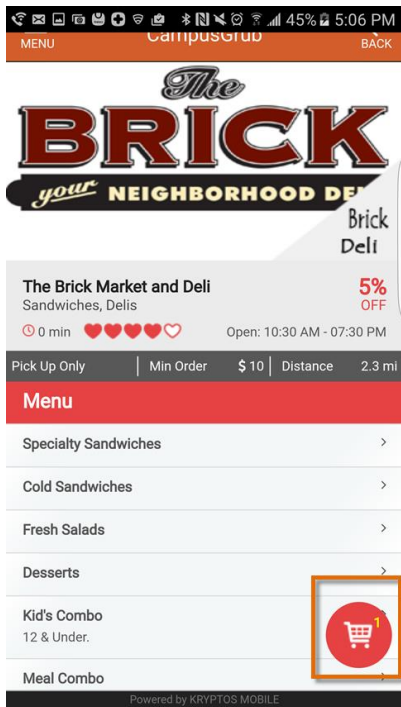 45% 5:06 PM
MENU
CampusGrub
BACK
The
BRICK
your NEIGHBORHOOD
Brick
Deli
The Brick Market and Deli
5%
Sandwiches, Delis
OFF
0 min
Open: 10:30 AM - 07:30 PM
Pick Up Only
Min Order $ 10
Distance 2.3 mi
Menu
Specialty Sandwiches
Cold Sandwiches
Fresh Salads
Desserts
Kid's Combo
1
12 & Under.
Meal Combo
Powered by KRYPTOS MOBILE